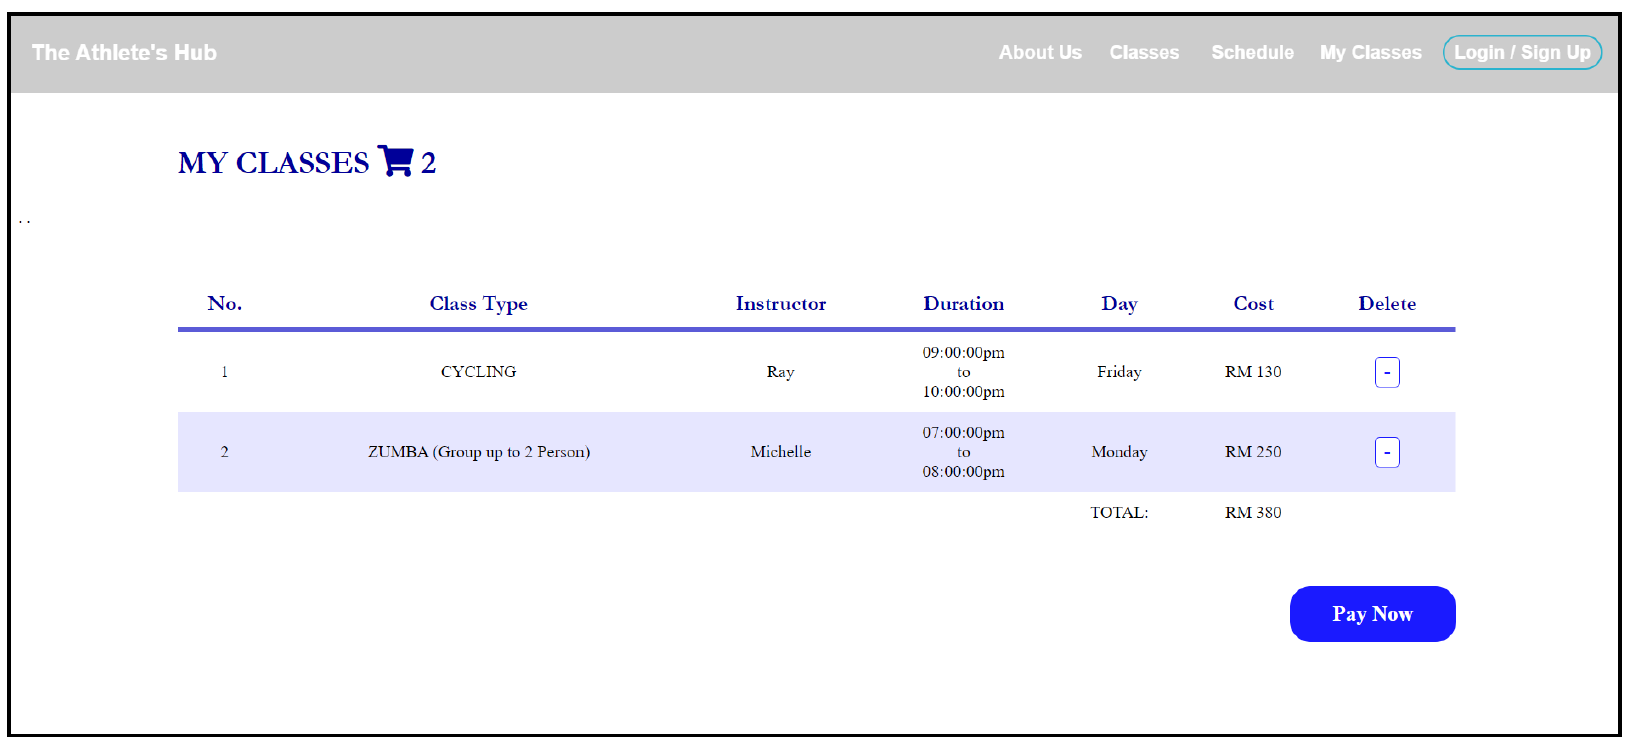 The Athlete's Hub About Us Classes Schedule My Classes Login / Sign Up
MY CLASSES 2
. .
No. Class Type Instructor Duration Day Cost Delete
1 CYCLING Ray 09:00:00pm to 10:00:00pm Friday RM 130 -
2 ZUMBA (Group up to 2 Person) Michelle 07:00:00pm to 08:00:00pm Monday RM 250 -
TOTAL: RM 380
Pay Now